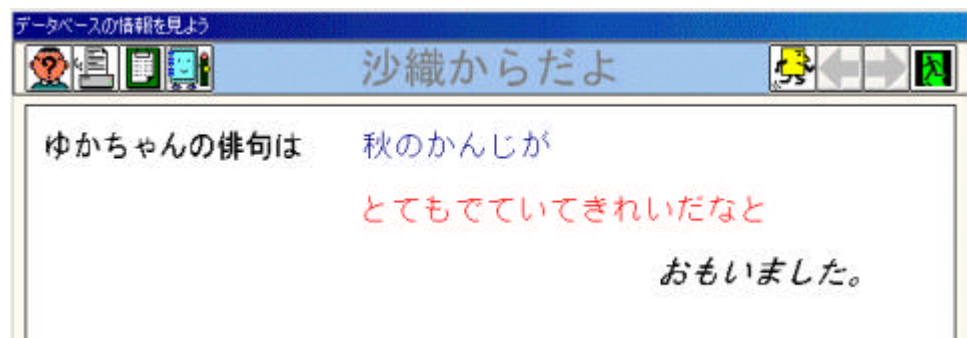 データベースの情報を見よう
沙織からだよ
ゆかちゃんの俳句は 秋のかんじが
とてもでていてきれいだなと
おもいました。